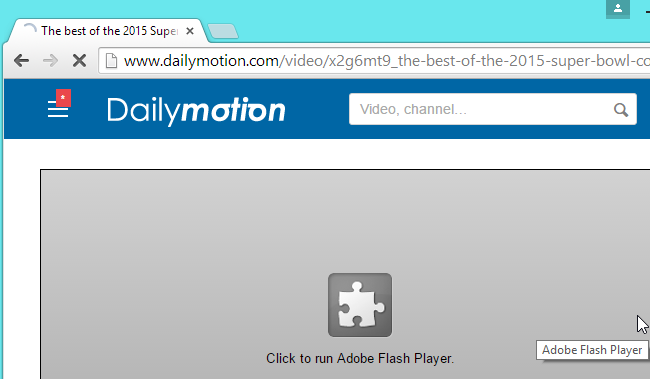 The best of the 2015 Supe
www.dailymotion.com/video/x2g6mt9_the-best-of-the-2015-super-bowl-co
*
Dailymotion
Video, channel...
Click to run Adobe Flash Player.
Adobe Flash Player